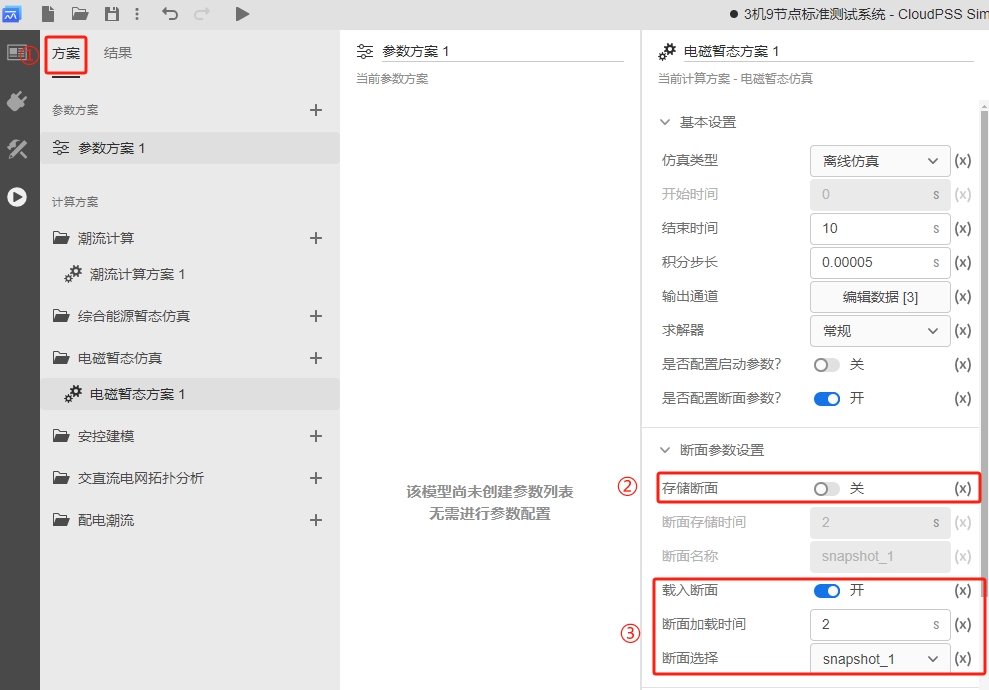 3机9节点标准测试系统 - CloudPSS Sim
①
方案
结果
参数方案
参数方案 1
计算方案
潮流计算
潮流计算方案 1
综合能源暂态仿真
电磁暂态仿真
电磁暂态方案 1
安控建模
交直流电网拓扑分析
配电潮流
参数方案 1
当前参数方案
该模型尚未创建参数列表
无需进行参数配置
电磁暂态方案 1
当前计算方案 - 电磁暂态仿真
基本设置
仿真类型 离线仿真 (x)
开始时间 0 s (x)
结束时间 10 s (x)
积分步长 0.00005 s (x)
输出通道 编辑数据 [3] (x)
求解器 常规 (x)
是否配置启动参数? 关 (x)
是否配置断面参数? 开 (x)
断面参数设置
② 存储断面 关 (x)
断面存储时间 2 s (x)
断面名称 snapshot_1 (x)
载入断面 开 (x)
③ 断面加载时间 2 s (x)
断面选择 snapshot_1 (x)